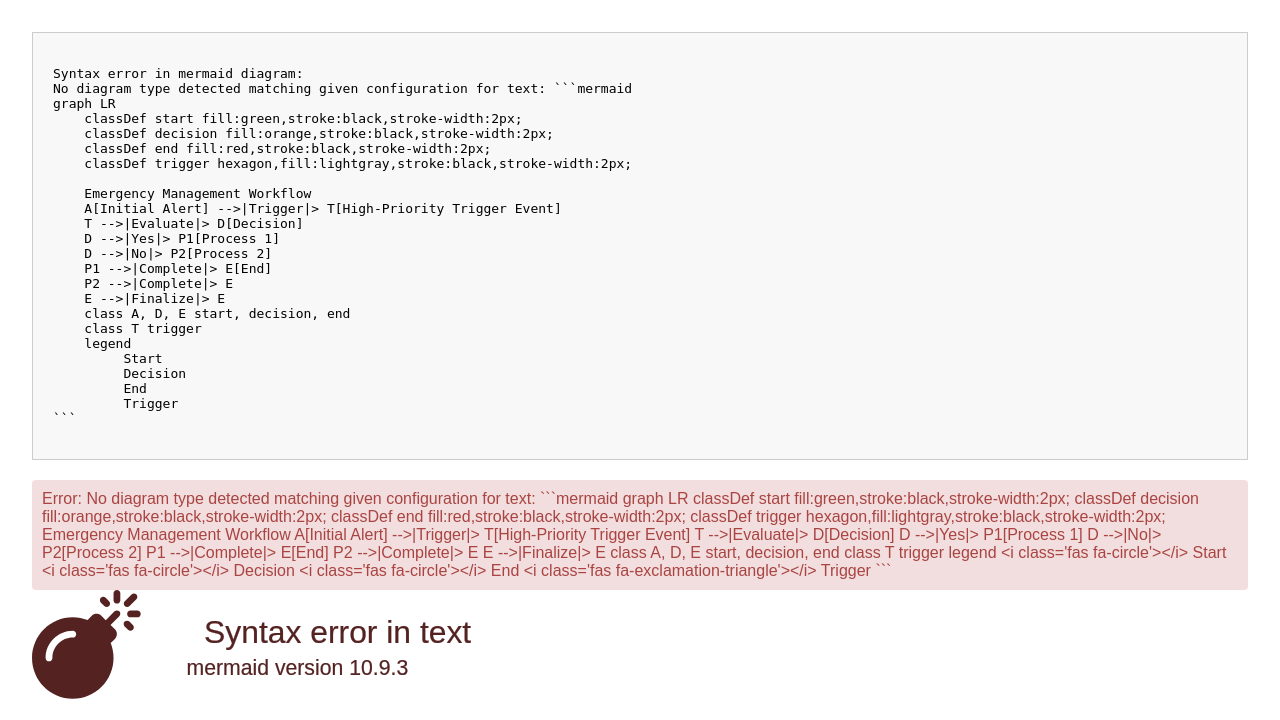 Syntax error in mermaid diagram:
No diagram type detected matching given configuration for text: ```mermaid
graph LR
    classDef start fill:green,stroke:black,stroke-width:2px;
    classDef decision fill:orange,stroke:black,stroke-width:2px;
    classDef end fill:red,stroke:black,stroke-width:2px;
    classDef trigger hexagon,fill:lightgray,stroke:black,stroke-width:2px;

    Emergency Management Workflow
    A[Initial Alert] -->|Trigger|> T[High-Priority Trigger Event]
    T -->|Evaluate|> D[Decision]
    D -->|Yes|> P1[Process 1]
    D -->|No|> P2[Process 2]
    P1 -->|Complete|> E[End]
    P2 -->|Complete|> E
    E -->|Finalize|> E
    class A, D, E start, decision, end
    class T trigger
    legend
         Start
         Decision
         End
         Trigger
```
Error: No diagram type detected matching given configuration for text: ```mermaid graph LR classDef start fill:green,stroke:black,stroke-width:2px; classDef decision
fill:orange,stroke:black,stroke-width:2px; classDef end fill:red,stroke:black,stroke-width:2px; classDef trigger hexagon,fill:lightgray,stroke:black,stroke-width:2px;
Emergency Management Workflow A[Initial Alert] -->|Trigger|> T[High-Priority Trigger Event] T -->|Evaluate|> D[Decision] D -->|Yes|> P1[Process 1] D -->|No|>
P2[Process 2] P1 -->|Complete|> E[End] P2 -->|Complete|> E E -->|Finalize|> E class A, D, E start, decision, end class T trigger legend <i class='fas fa-circle'></i> Start
<i class='fas fa-circle'></i> Decision <i class='fas fa-circle'></i> End <i class='fas fa-exclamation-triangle'></i> Trigger ```
Syntax error in text
mermaid version 10.9.3